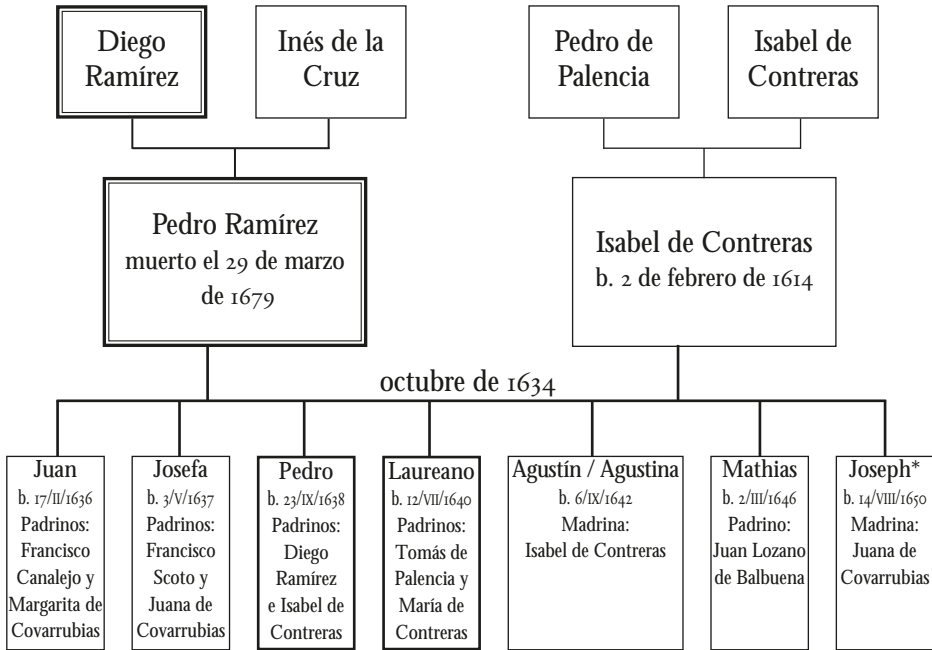 Diego
Ramírez
Inés de la
Cruz
Pedro de
Palencia
Isabel de
Contreras
Pedro Ramírez
muerto el 29 de marzo
de 1679
Isabel de Contreras
b. 2 de febrero de 1614
octubre de 1634
Juan
b. 17/II/1636
Padrinos:
Francisco
Canalejo y
Margarita de
Covarrubias
Josefa
b. 3/V/1637
Padrinos:
Francisco
Scoto y
Juana de
Covarrubias
Pedro
b. 23/IX/1638
Padrinos:
Diego
Ramírez
e Isabel de
Contreras
Laureano
b. 12/VII/1640
Padrinos:
Tomás de
Palencia y
María de
Contreras
Agustín / Agustina
b. 6/IX/1642
Madrina:
Isabel de Contreras
Mathias
b. 2/III/1646
Padrino:
Juan Lozano
de Balbuena
Joseph*
b. 14/VIII/1650
Madrina:
Juana de
Covarrubias